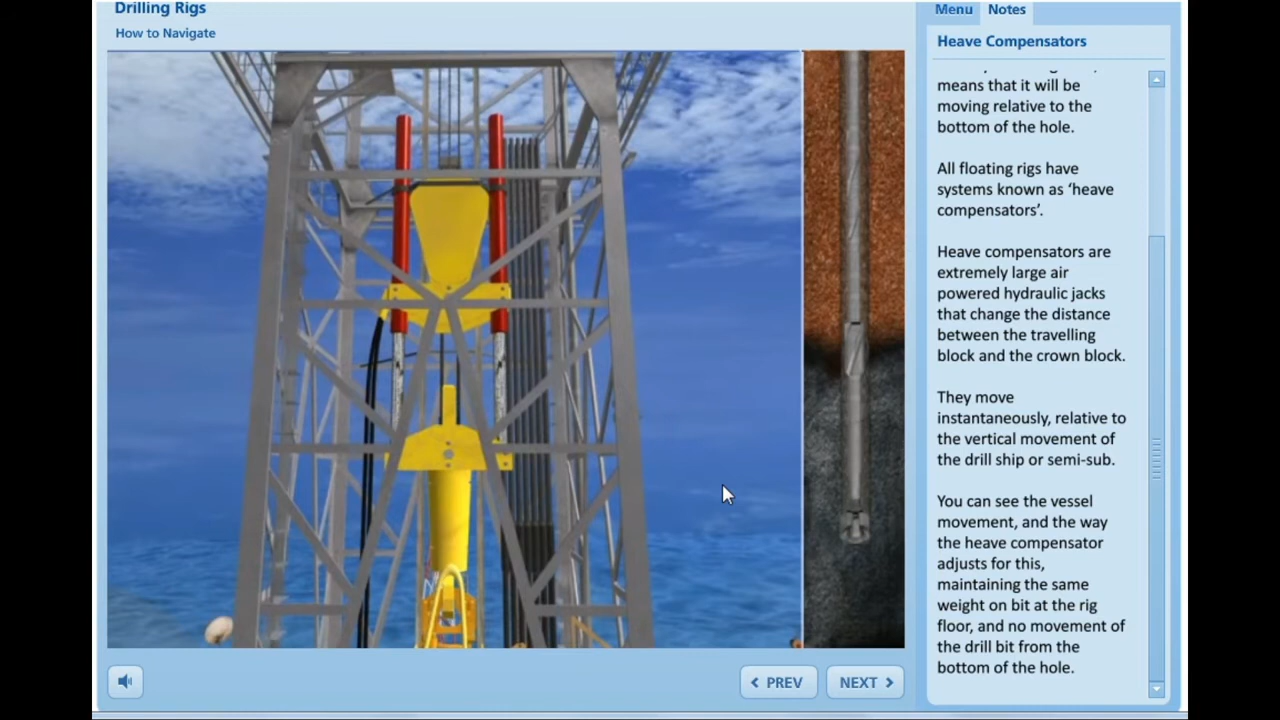 Drilling Rigs
How to Navigate
Menu
Notes
Heave Compensators
means that it will be
moving relative to the
bottom of the hole.
All floating rigs have
systems known as ‘heave
compensators’.
Heave compensators are
extremely large air
powered hydraulic jacks
that change the distance
between the travelling
block and the crown block.
They move
instantaneously, relative to
the vertical movement of
the drill ship or semi-sub.
You can see the vessel
movement, and the way
the heave compensator
adjusts for this,
maintaining the same
weight on bit at the rig
floor, and no movement of
the drill bit from the
bottom of the hole.
PREV
NEXT